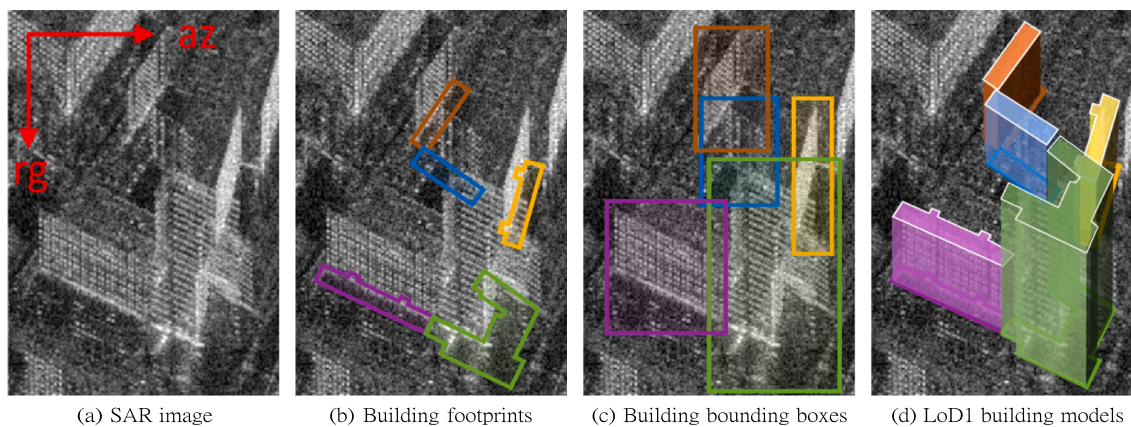 az
rg
(a) SAR image
(b) Building footprints
(c) Building bounding boxes
(d) LoD1 building models